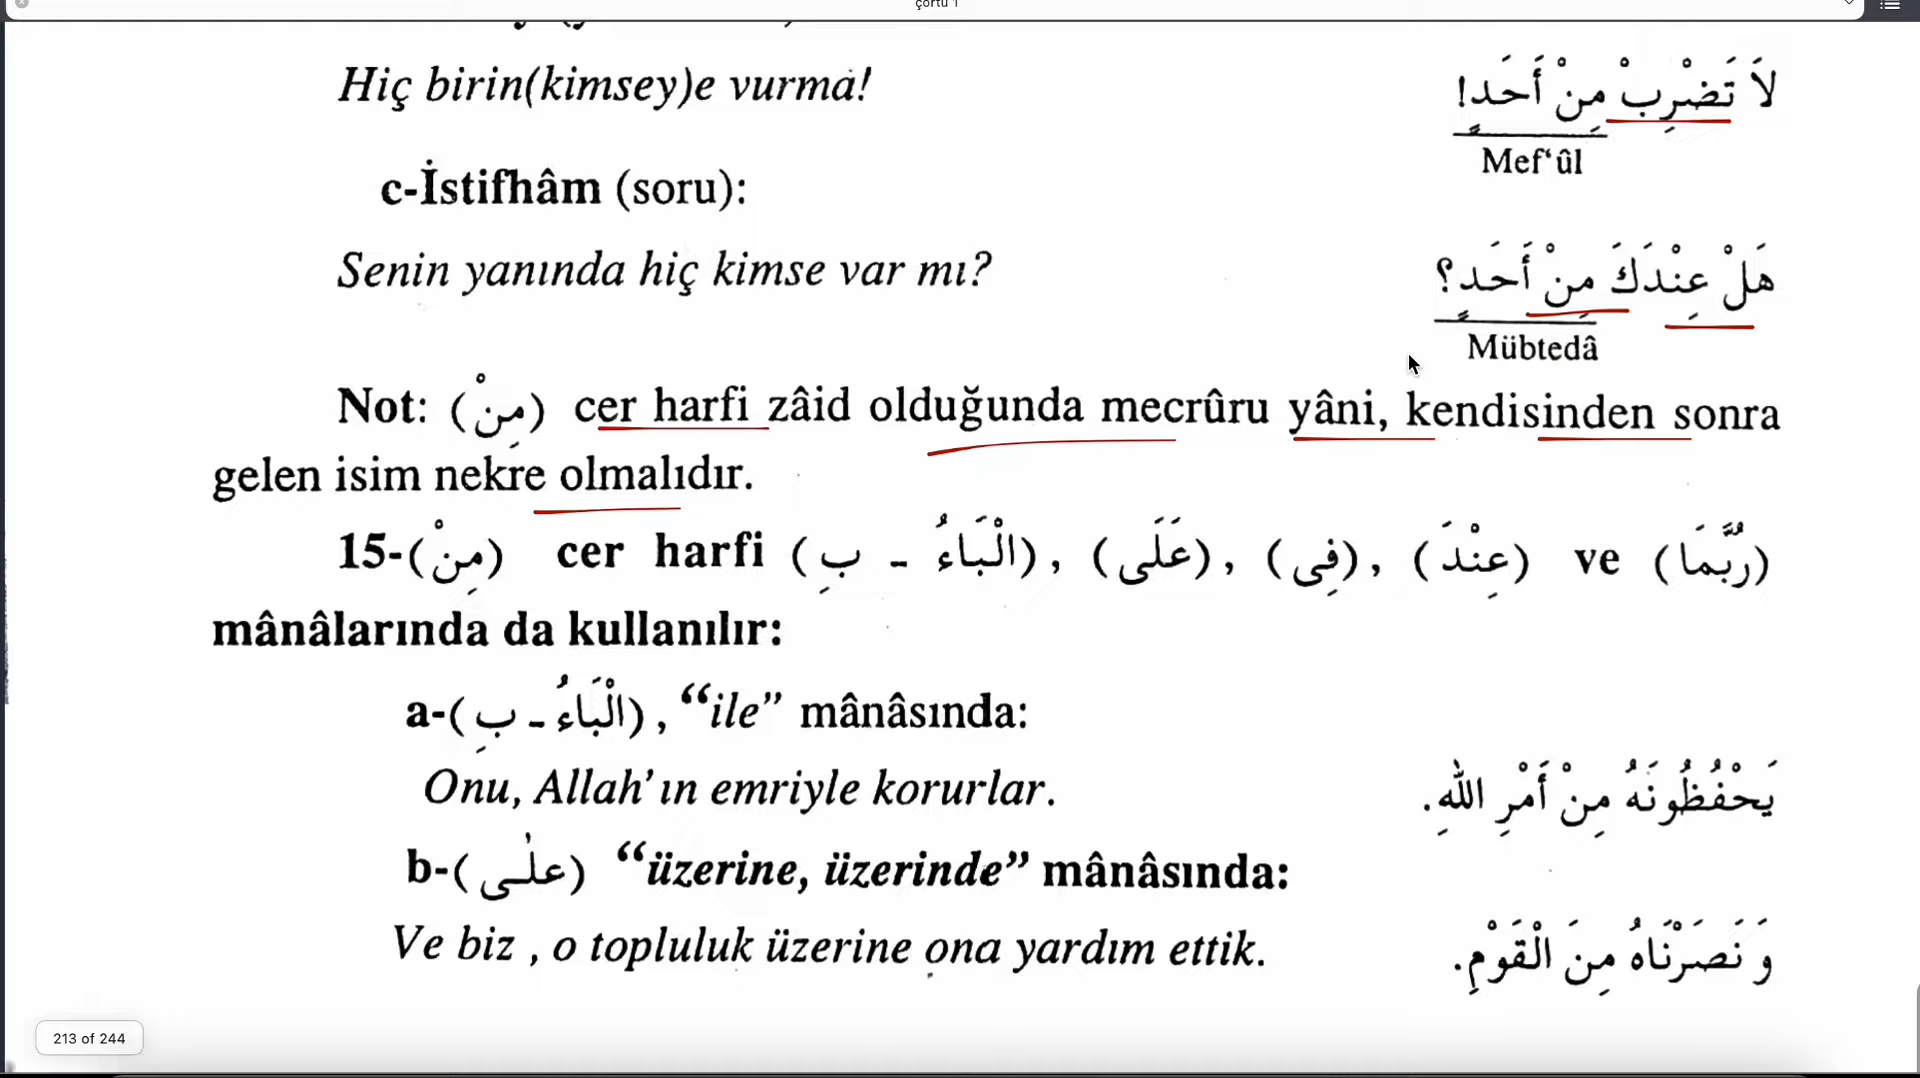 çörtü 1
Hiç birin(kimsey)e vurma! لاَ تَضْرِبْ مِنْ أَحَدٍ!
Mef‘ûl
c-İstifhâm (soru):
Senin yanında hiç kimse var mı? هَلْ عِنْدَكَ مِنْ أَحَدٍ؟
Mübtedâ
Not: (مِنْ) cer harfi zâid olduğunda mecrûru yâni, kendisinden sonra
gelen isim nekre olmalıdır.
15-(مِنْ) cer harfi (الْبَاءُ - بِ), (عَلَى), (فِى), (عِنْدَ) ve (رُبَّمَا)
mânâlarında da kullanılır:
a-(الْبَاءُ - بِ), “ile” mânâsında:
Onu, Allah’ın emriyle korurlar. يَحْفُظُونَهُ مِنْ أَمْرِ اللهِ.
b-(علٰى) “üzerine, üzerinde” mânâsında:
Ve biz , o topluluk üzerine ona yardım ettik. وَ نَصَرْنَاهُ مِنَ الْقَوْمِ.
213 of 244